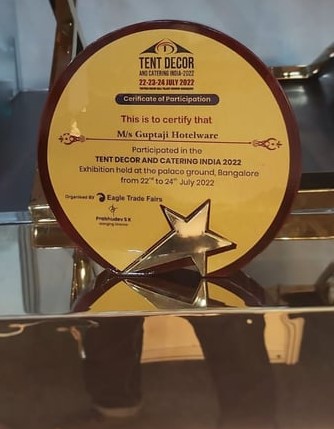 TENT DECOR
AND CATERING INDIA-2022
22-23-24 JULY 2022
Certificate of Participation
This is to certify that
M/s Guptaji Hotelware
Participated in the
TENT DECOR AND CATERING INDIA 2022
Exhibition held at the palace ground, Bangalore
from 22nd to 24th July 2022
Organised BY Eagle Trade Fairs
Prabhudev S R